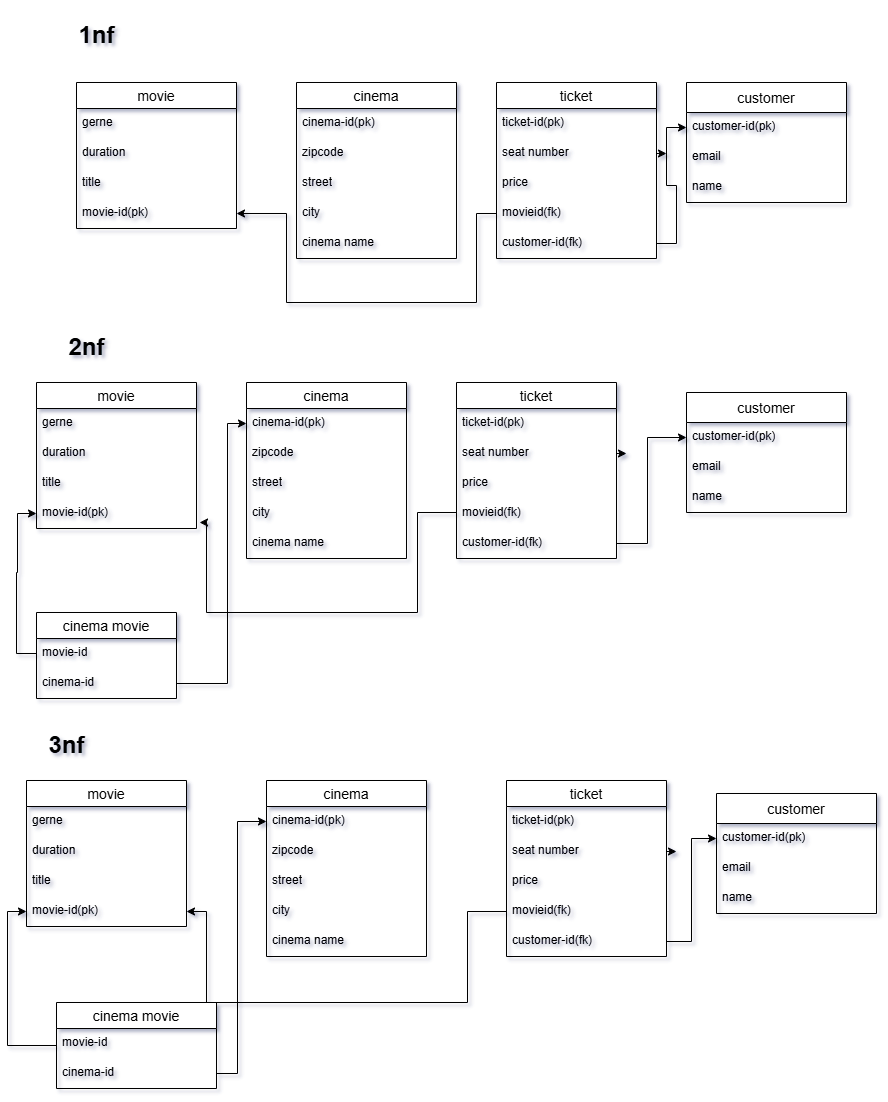 1nf
movie
gerne
duration
title
movie-id(pk)
cinema
cinema-id(pk)
zipcode
street
city
cinema name
ticket
ticket-id(pk)
seat number
price
movieid(fk)
customer-id(fk)
customer
customer-id(pk)
email
name
2nf
movie
gerne
duration
title
movie-id(pk)
cinema
cinema-id(pk)
zipcode
street
city
cinema name
ticket
ticket-id(pk)
seat number
price
movieid(fk)
customer-id(fk)
customer
customer-id(pk)
email
name
cinema movie
movie-id
cinema-id
3nf
movie
gerne
duration
title
movie-id(pk)
cinema
cinema-id(pk)
zipcode
street
city
cinema name
ticket
ticket-id(pk)
seat number
price
movieid(fk)
customer-id(fk)
customer
customer-id(pk)
email
name
cinema movie
movie-id
cinema-id